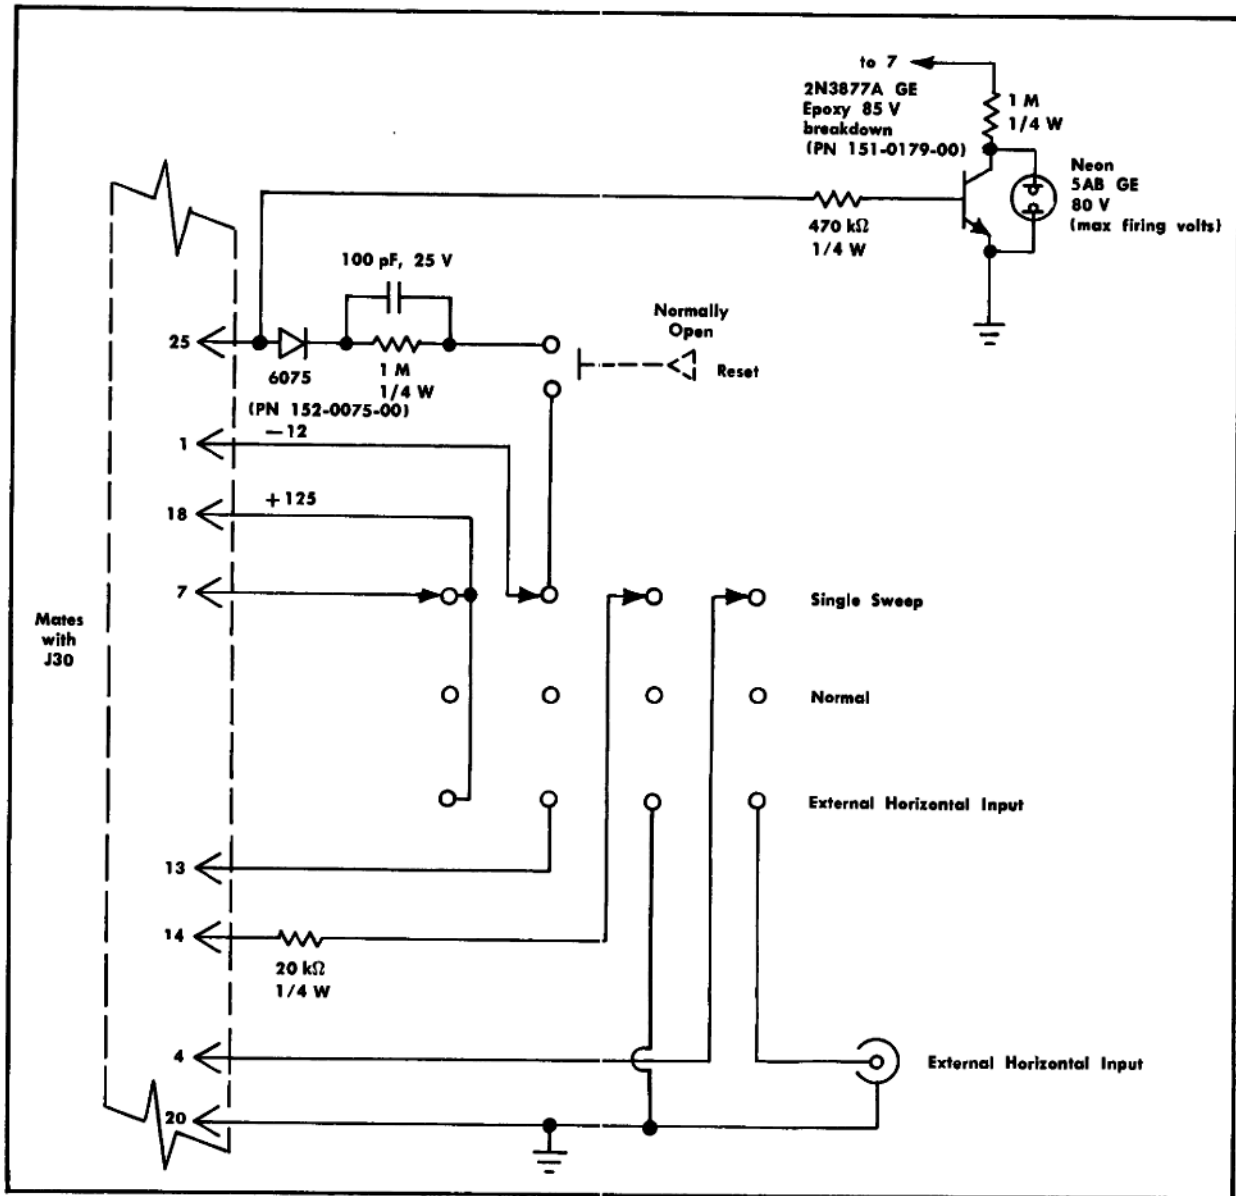 to 7
2N3877A GE
Epoxy 85 V
breakdown
(PN 151-0179-00)
1 M
1/4 W
Neon
5AB GE
80 V
(max firing volts)
470 kΩ
1/4 W
100 pF, 25 V
Normally
Open
Reset
25
6075
1 M
1/4 W
(PN 152-0075-00)
1
−12
18
+125
7
Single Sweep
Mates
with
J30
Normal
External Horizontal Input
13
14
20 kΩ
1/4 W
4
External Horizontal Input
20